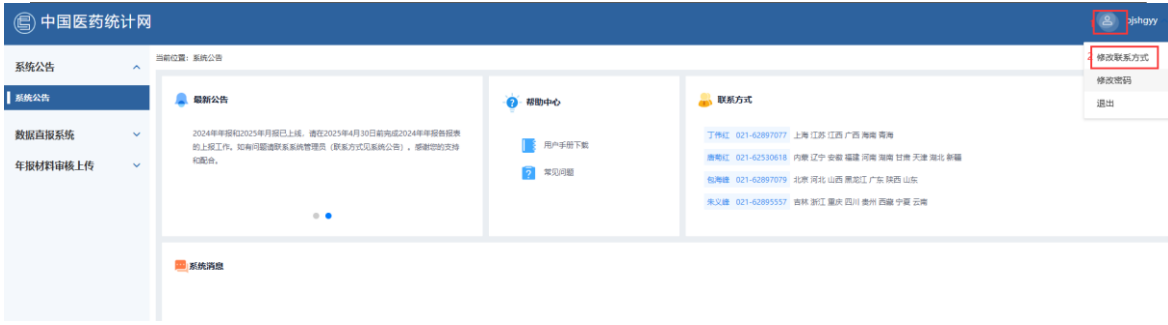 中国医药统计网
bjshgyy
系统公告
系统公告
数据直报系统
年报材料审核上传
当前位置：系统公告
最新公告
2024年年报和2025年月报已上线，请在2025年4月30日前完成2024年年报各报表
的上报工作。如有问题请联系系统管理员（联系方式见系统公告）。感谢您的支持
和配合。
帮助中心
用户手册下载
常见问题
联系方式
丁伟红 021-62897077 上海 江苏 江西 广西 海南 青海
唐菊红 021-62530618 内蒙 辽宁 安徽 福建 河南 湖南 甘肃 天津 湖北 新疆
包海峰 021-62897079 北京 河北 山西 黑龙江 广东 陕西 山东
朱义峰 021-62895557 吉林 浙江 重庆 四川 贵州 西藏 宁夏 云南
修改联系方式
修改密码
退出
系统消息